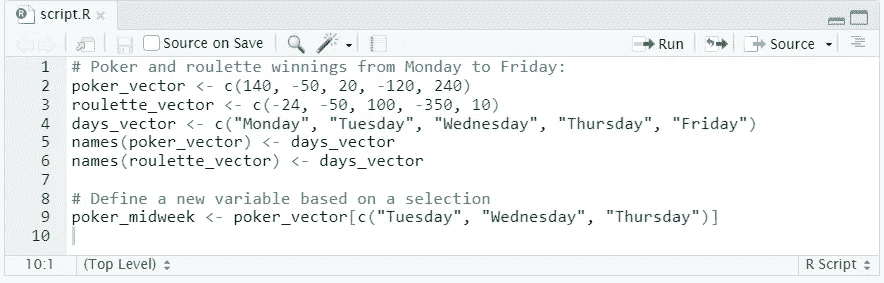 script.R
Source on Save
Run
Source
1 # Poker and roulette winnings from Monday to Friday:
2 poker_vector <- c(140, -50, 20, -120, 240)
3 roulette_vector <- c(-24, -50, 100, -350, 10)
4 days_vector <- c("Monday", "Tuesday", "Wednesday", "Thursday", "Friday")
5 names(poker_vector) <- days_vector
6 names(roulette_vector) <- days_vector
7
8 # Define a new variable based on a selection
9 poker_midweek <- poker_vector[c("Tuesday", "Wednesday", "Thursday")]
10
10:1 (Top Level) R Script